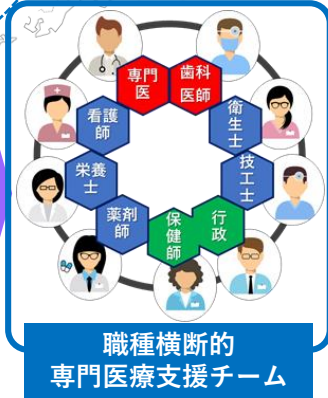 専門
医
歯科
医師
衛
生
士
技
工
士
行
政
保
健
師
薬剤
師
栄養
士
看護
師
職種横断的
専門医療支援チーム